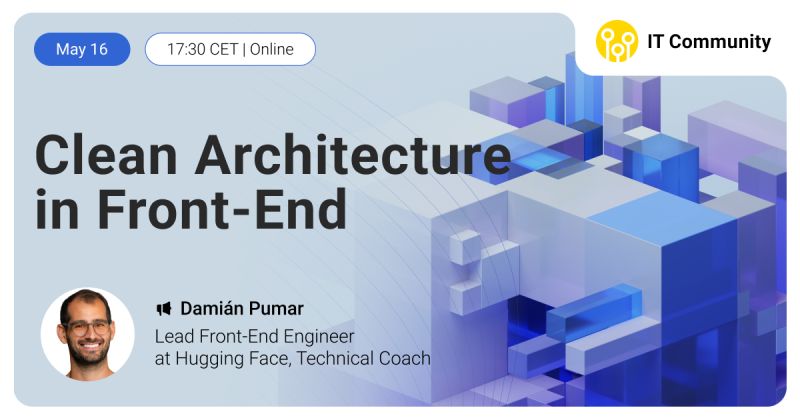 May 16
17:30 CET | Online
IT Community
Clean Architecture
in Front-End
Damián Pumar
Lead Front-End Engineer
at Hugging Face, Technical Coach